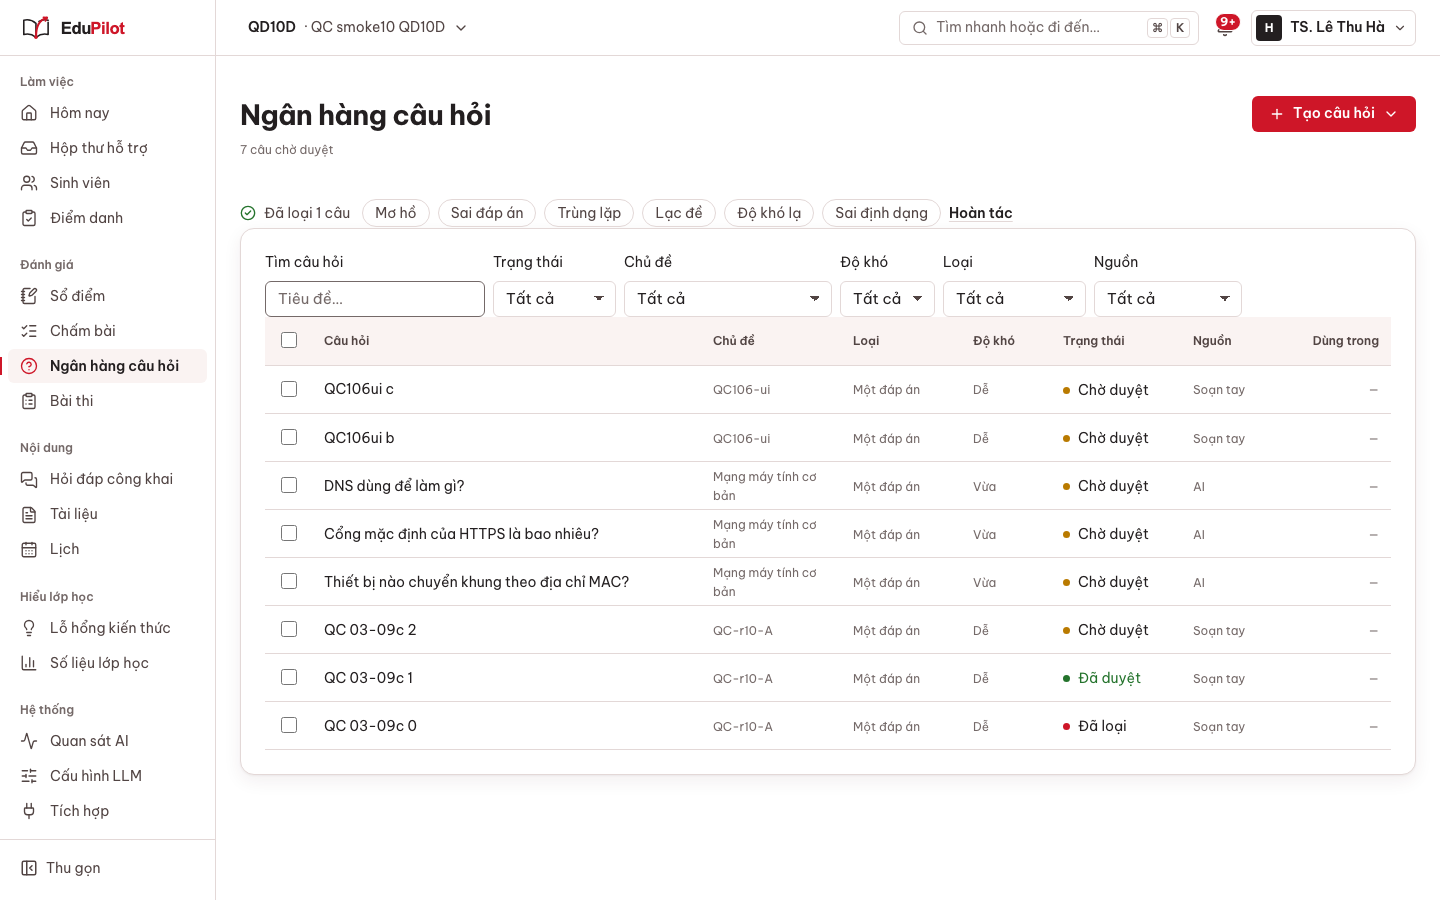 EduPilot
QD10D · QC smoke10 QD10D
Tìm nhanh hoặc đi đến...
⌘ K
9+
H
TS. Lê Thu Hà
Làm việc
Hôm nay
Hộp thư hỗ trợ
Sinh viên
Điểm danh
Đánh giá
Sổ điểm
Chấm bài
Ngân hàng câu hỏi
Bài thi
Nội dung
Hỏi đáp công khai
Tài liệu
Lịch
Hiểu lớp học
Lỗ hổng kiến thức
Số liệu lớp học
Hệ thống
Quan sát AI
Cấu hình LLM
Tích hợp
Thu gọn
Ngân hàng câu hỏi
7 câu chờ duyệt
Tạo câu hỏi
Đã loại 1 câu Mơ hồ Sai đáp án Trùng lặp Lạc đề Độ khó lạ Sai định dạng Hoàn tác
Tìm câu hỏi Trạng thái Chủ đề Độ khó Loại Nguồn
Tiêu đề... Tất cả Tất cả Tất cả Tất cả Tất cả
Câu hỏi Chủ đề Loại Độ khó Trạng thái Nguồn Dùng trong
QC106ui c QC106-ui Một đáp án Dễ Chờ duyệt Soạn tay —
QC106ui b QC106-ui Một đáp án Dễ Chờ duyệt Soạn tay —
DNS dùng để làm gì? Mạng máy tính cơ bản Một đáp án Vừa Chờ duyệt AI —
Cổng mặc định của HTTPS là bao nhiêu? Mạng máy tính cơ bản Một đáp án Vừa Chờ duyệt AI —
Thiết bị nào chuyển khung theo địa chỉ MAC? Mạng máy tính cơ bản Một đáp án Vừa Chờ duyệt AI —
QC 03-09c 2 QC-r10-A Một đáp án Dễ Chờ duyệt Soạn tay —
QC 03-09c 1 QC-r10-A Một đáp án Dễ Đã duyệt Soạn tay —
QC 03-09c 0 QC-r10-A Một đáp án Dễ Đã loại Soạn tay —